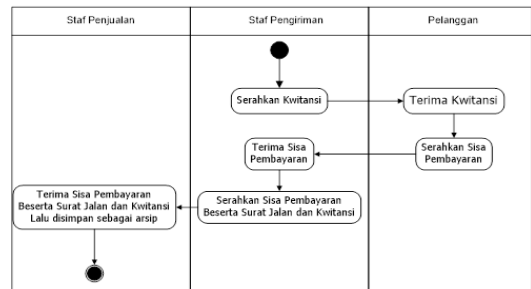 Staf Penjualan
Staf Pengiriman
Pelanggan
Serahkan Kwitansi
Terima Kwitansi
Terima Sisa
Pembayaran
Serahkan Sisa
Pembayaran
Terima Sisa Pembayaran
Beserta Surat Jalan dan Kwitansi
Lalu disimpan sebagai arsip
Serahkan Sisa Pembayaran
Beserta Surat Jalan dan Kwitansi